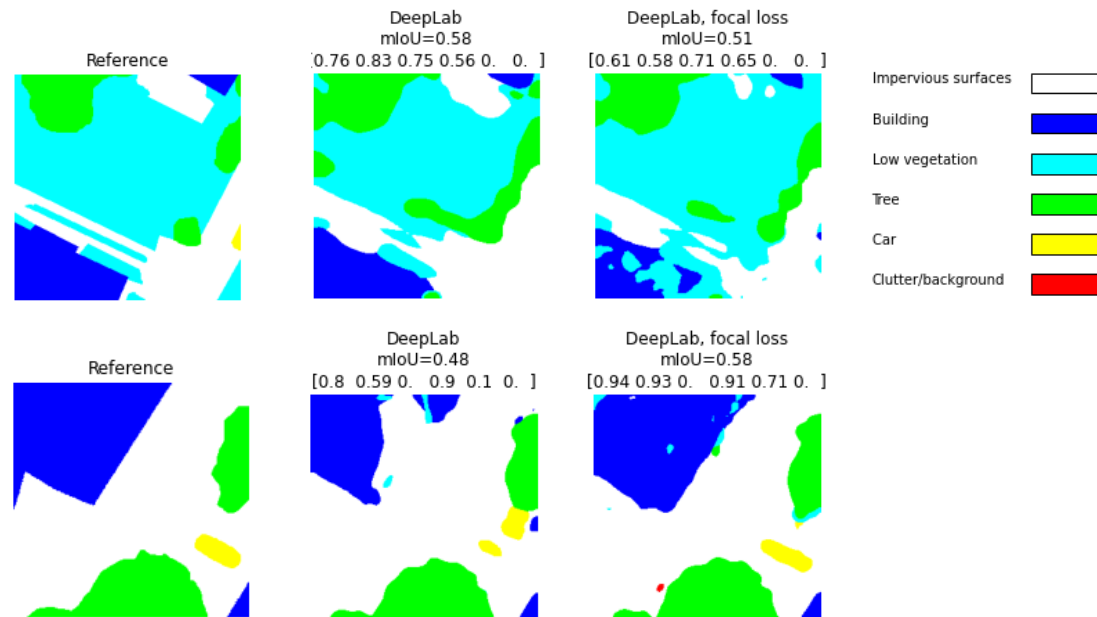 Reference
DeepLab
mIoU=0.58
[0.76 0.83 0.75 0.56 0. 0. ]
DeepLab, focal loss
mIoU=0.51
[0.61 0.58 0.71 0.65 0. 0. ]
Impervious surfaces
Building
Low vegetation
Tree
Car
Clutter/background
Reference
DeepLab
mIoU=0.48
[0.8 0.59 0. 0.9 0.1 0. ]
DeepLab, focal loss
mIoU=0.58
[0.94 0.93 0. 0.91 0.71 0. ]